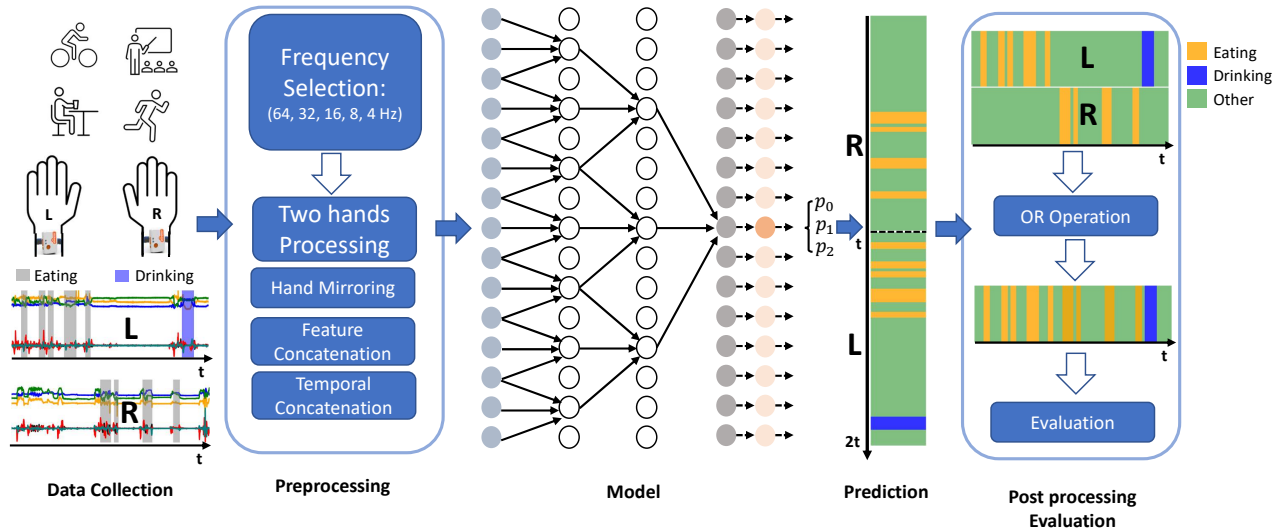 L
R
Eating
Drinking
L
R
t
Data Collection
Frequency
Selection:
(64, 32, 16, 8, 4 Hz)
Two hands
Processing
Hand Mirroring
Feature
Concatenation
Temporal
Concatenation
Preprocessing
Model
p0
p1
p2
R
t
L
2t
Prediction
L
R
t
OR Operation
t
Evaluation
Post processing
Evaluation
Eating
Drinking
Other